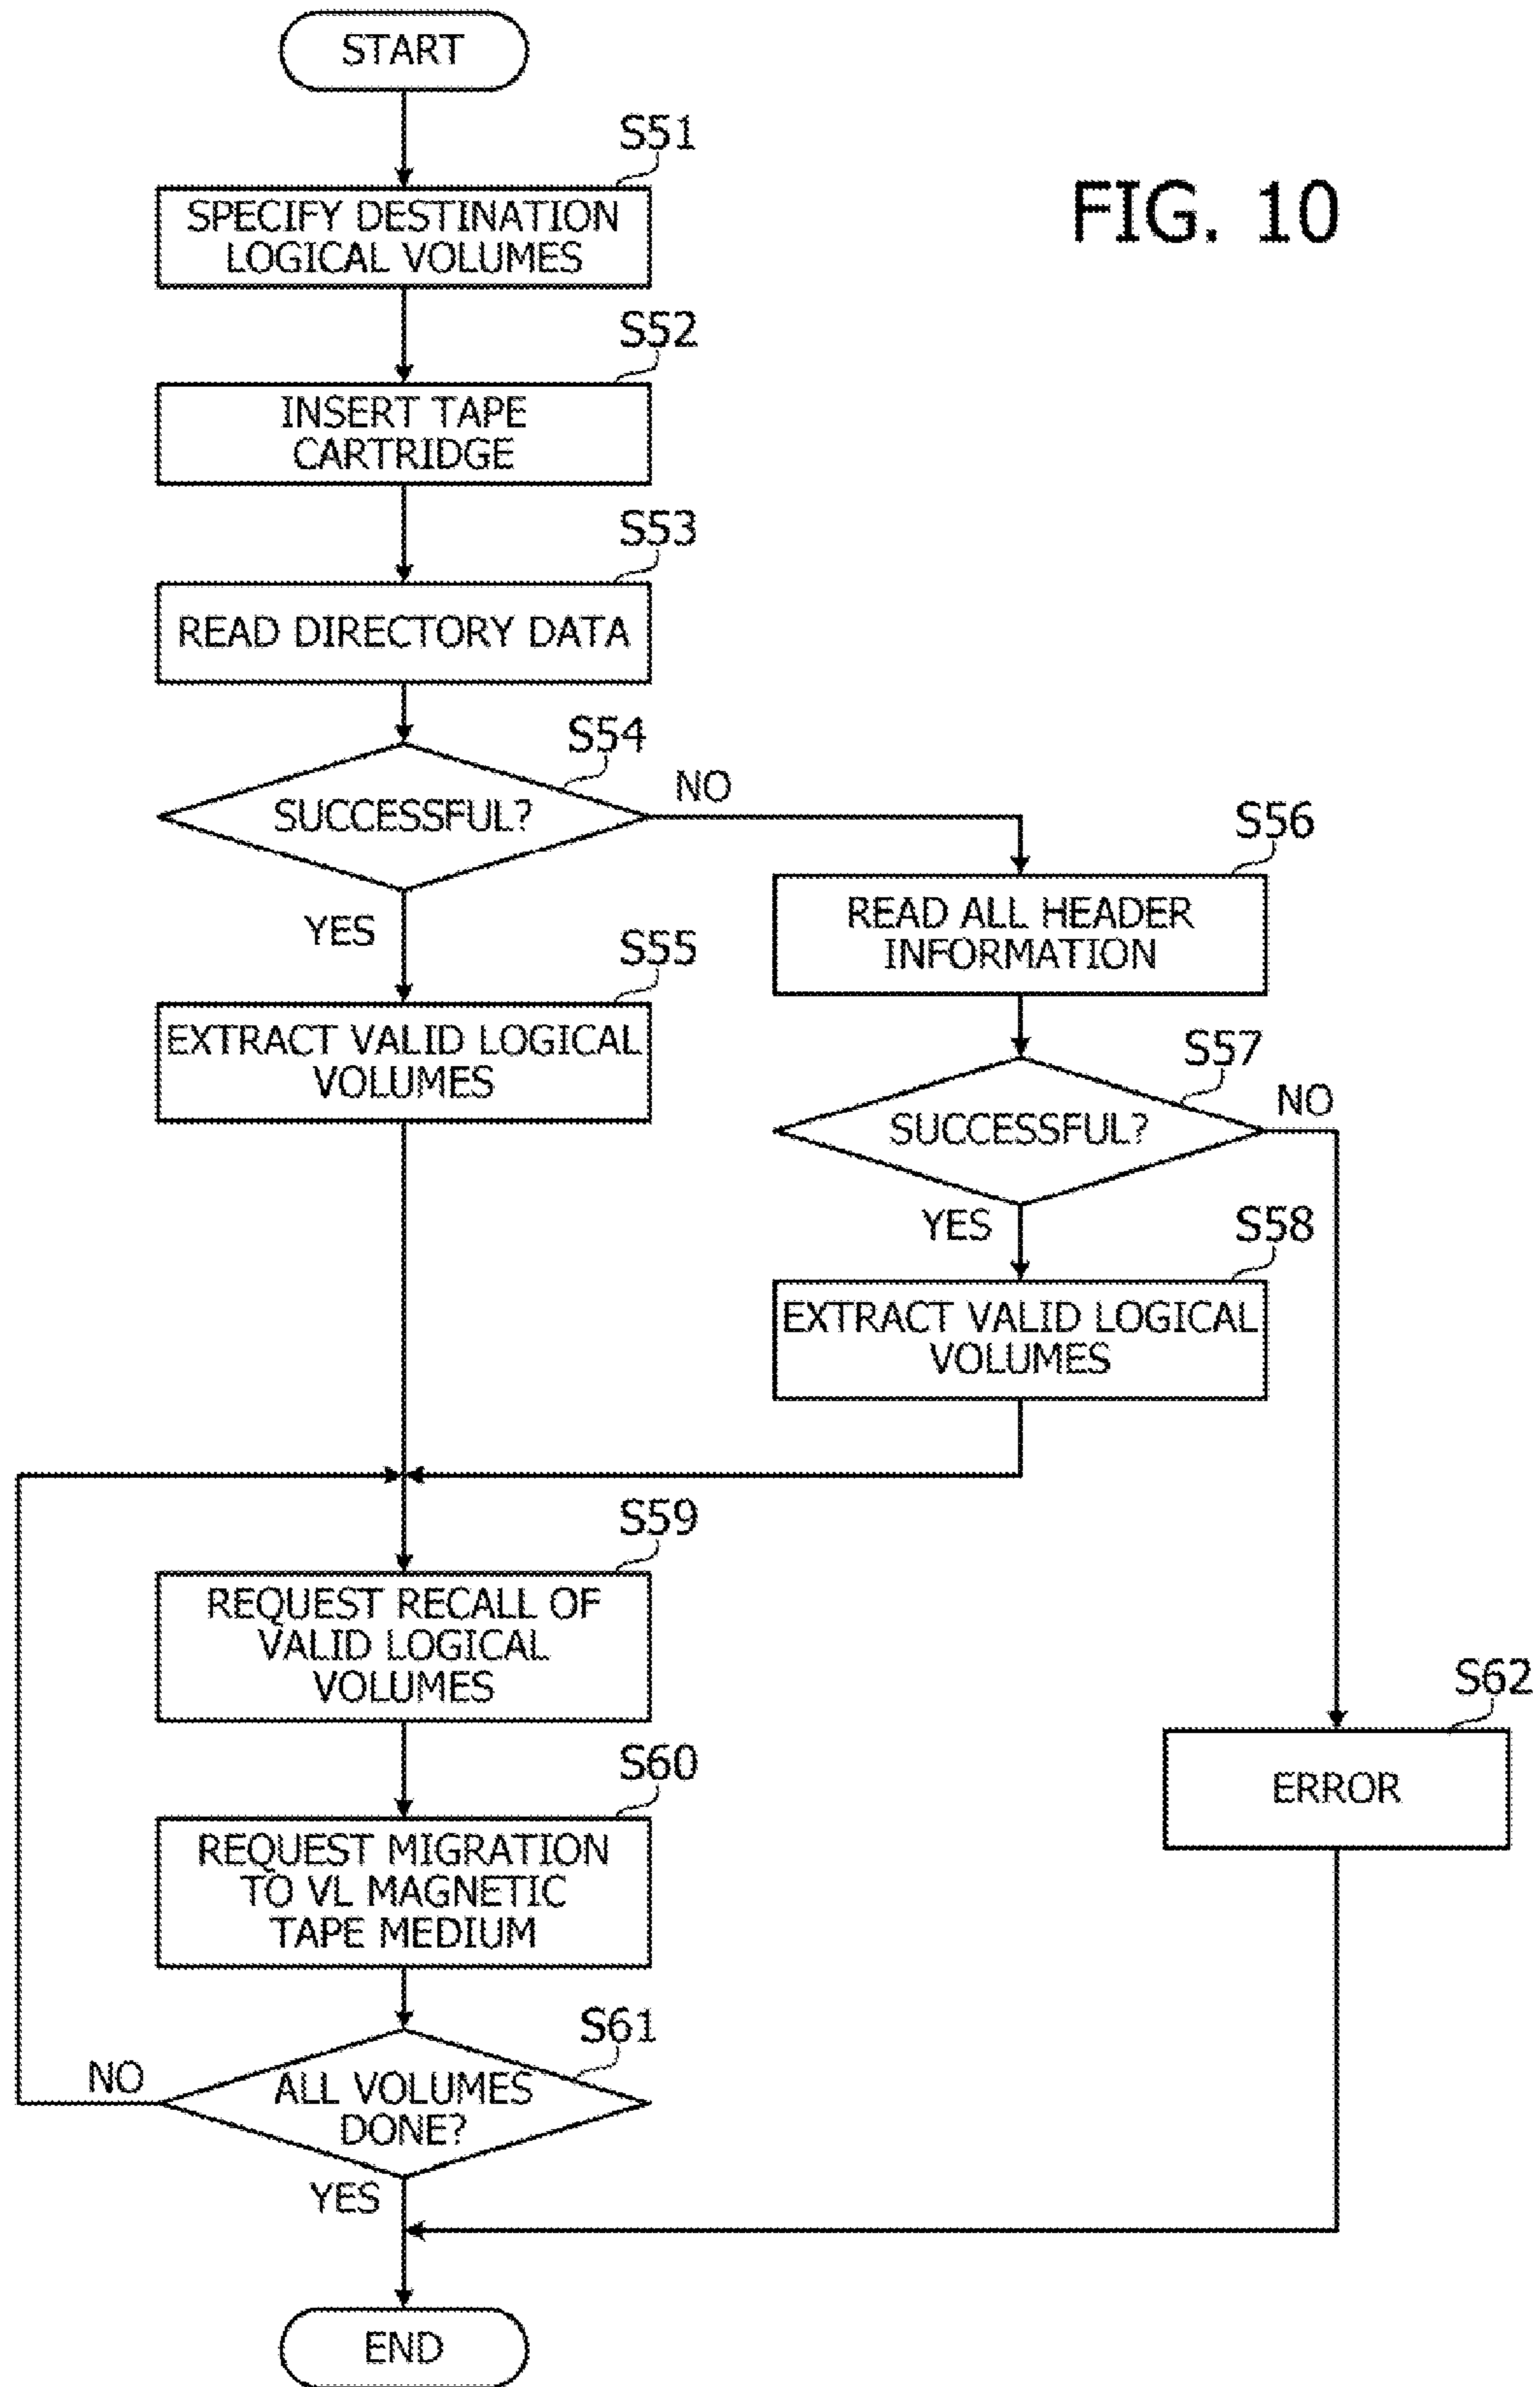 START
FIG. 10
S51
SPECIFY DESTINATION
LOGICAL VOLUMES
S52
INSERT TAPE
CARTRIDGE
S53
READ DIRECTORY DATA
S54
SUCCESSFUL?
NO
YES
S55
EXTRACT VALID LOGICAL
VOLUMES
S56
READ ALL HEADER
INFORMATION
S57
SUCCESSFUL?
NO
YES
S58
EXTRACT VALID LOGICAL
VOLUMES
S59
REQUEST RECALL OF
VALID LOGICAL
VOLUMES
S60
REQUEST MIGRATION
TO VL MAGNETIC
TAPE MEDIUM
S61
ALL VOLUMES
DONE?
NO
YES
S62
ERROR
END